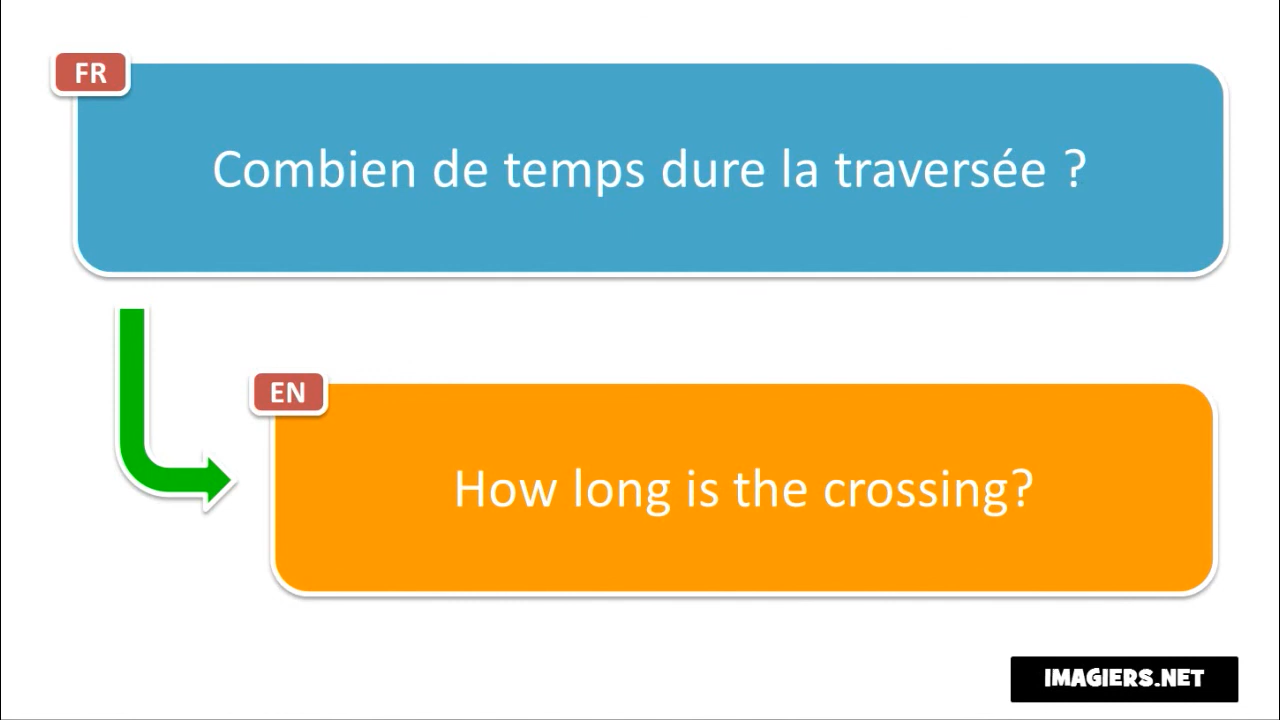 FR
Combien de temps dure la traversée ?
EN
How long is the crossing?
IMAGIERS.NET